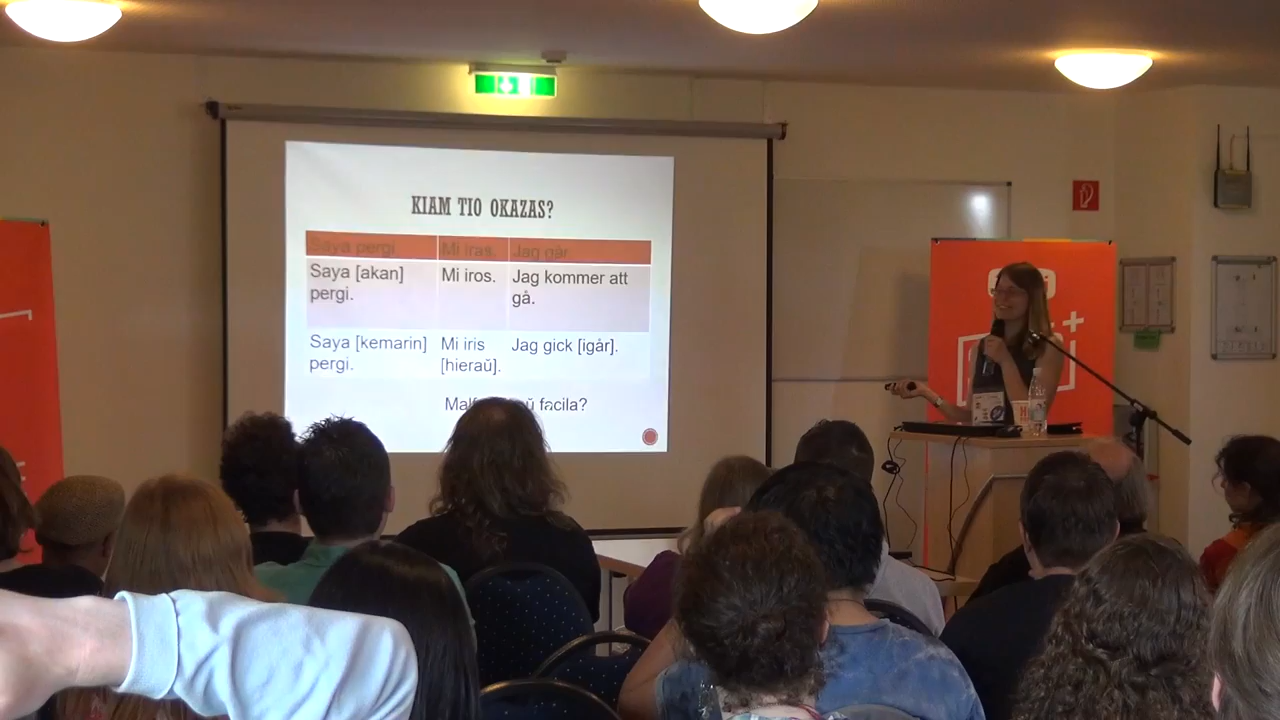 KIAM TIO OKAZAS?
Saya pergi Mi iras. Jag går
Saya [akan] Mi iros. Jag kommer att
pergi. gå.
Saya [kemarin] Mi iris Jag gick [igår].
pergi. [hieraŭ].
facila?